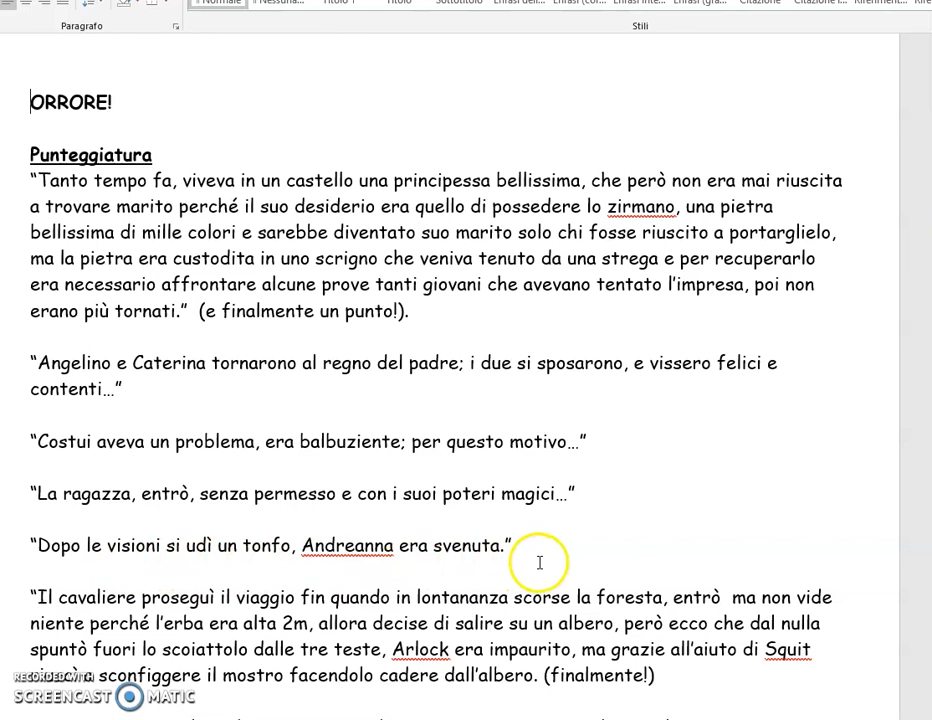 Paragrafo
Stili
ORRORE!
Punteggiatura
“Tanto tempo fa, viveva in un castello una principessa bellissima, che però non era mai riuscita
a trovare marito perché il suo desiderio era quello di possedere lo zirmano, una pietra
bellissima di mille colori e sarebbe diventato suo marito solo chi fosse riuscito a portarglielo,
ma la pietra era custodita in uno scrigno che veniva tenuto da una strega e per recuperarlo
era necessario affrontare alcune prove tanti giovani che avevano tentato l’impresa, poi non
erano più tornati.”  (e finalmente un punto!).
“Angelino e Caterina tornarono al regno del padre; i due si sposarono, e vissero felici e
contenti…”
“Costui aveva un problema, era balbuziente; per questo motivo…”
“La ragazza, entrò, senza permesso e con i suoi poteri magici…”
“Dopo le visioni si udì un tonfo, Andreanna era svenuta.”
“Il cavaliere proseguì il viaggio fin quando in lontananza scorse la foresta, entrò  ma non vide
niente perché l’erba era alta 2m, allora decise di salire su un albero, però ecco che dal nulla
spuntò fuori lo scoiattolo dalle tre teste, Arlock era impaurito, ma grazie all’aiuto di Squit
a sconfiggere il mostro facendolo cadere dall’albero. (finalmente!)
RECORDED WITH
SCREENCAST MATIC